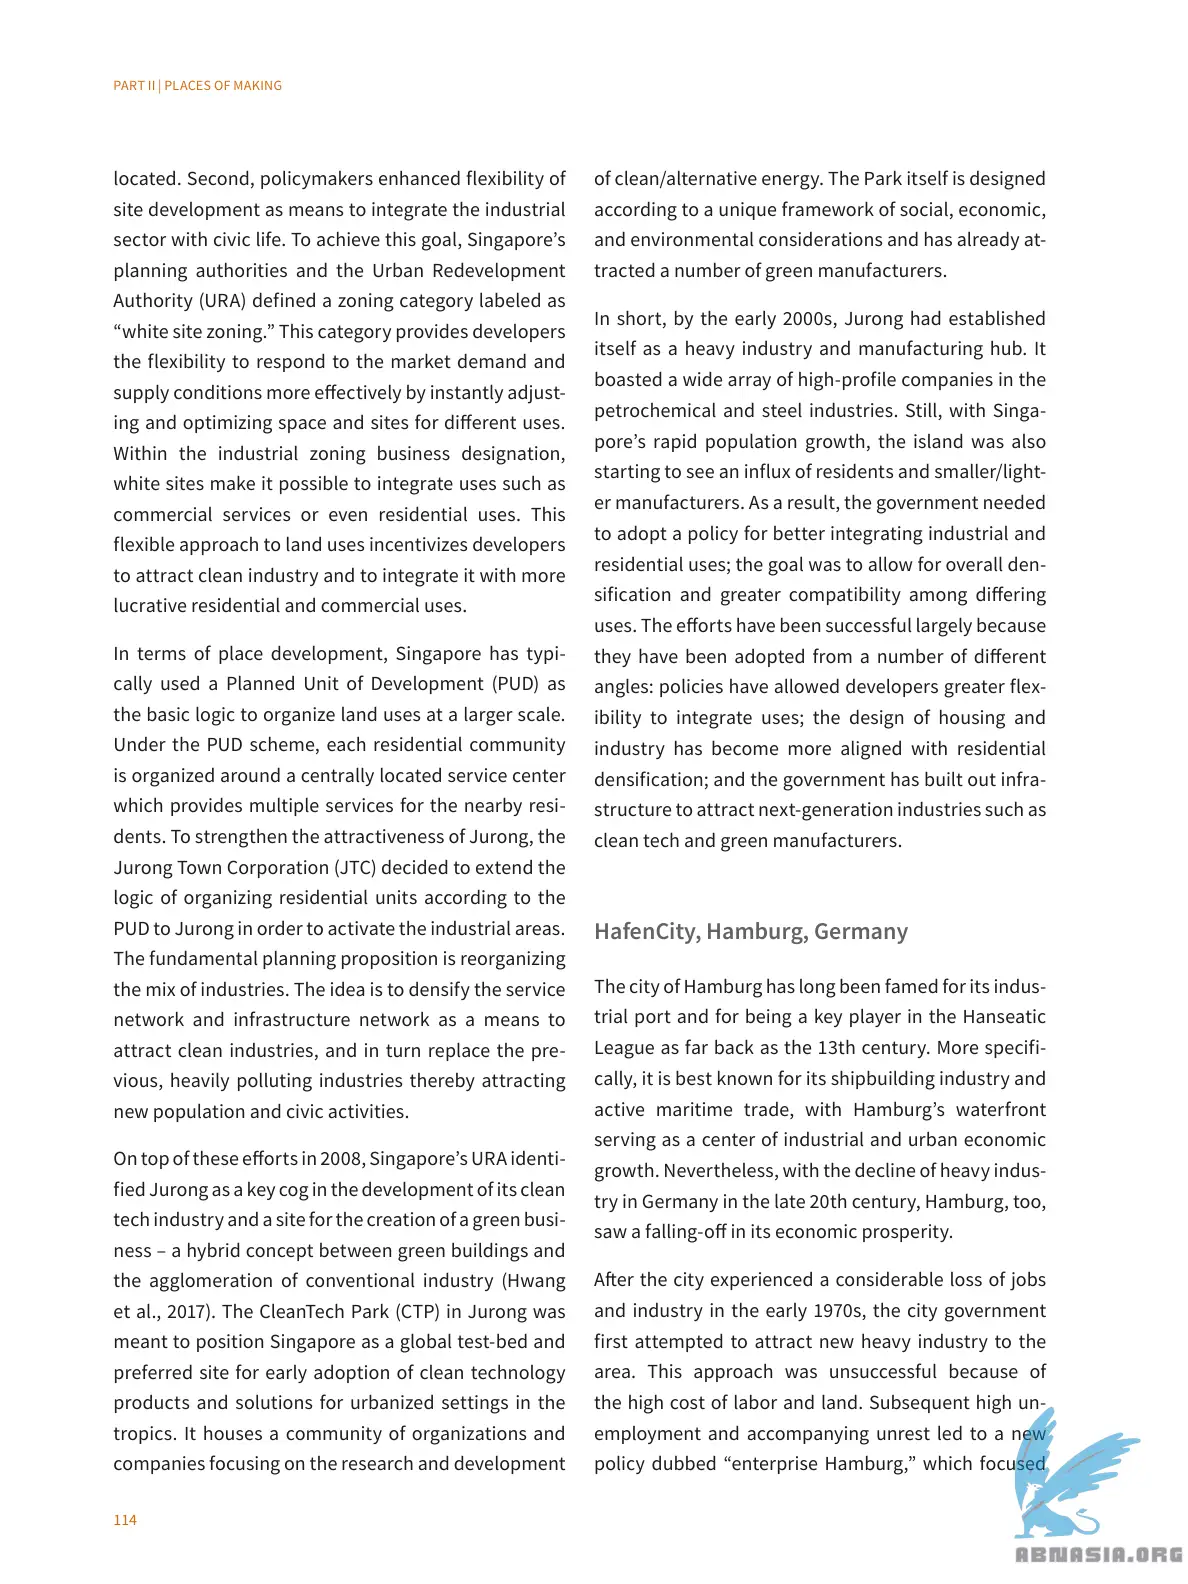 PART II | PLACES OF MAKING
located. Second, policymakers enhanced flexibility of
site development as means to integrate the industrial
sector with civic life. To achieve this goal, Singapore’s
planning authorities and the Urban Redevelopment
Authority (URA) defined a zoning category labeled as
“white site zoning.” This category provides developers
the flexibility to respond to the market demand and
supply conditions more effectively by instantly adjust-
ing and optimizing space and sites for different uses.
Within the industrial zoning business designation,
white sites make it possible to integrate uses such as
commercial services or even residential uses. This
flexible approach to land uses incentivizes developers
to attract clean industry and to integrate it with more
lucrative residential and commercial uses.
In terms of place development, Singapore has typi-
cally used a Planned Unit of Development (PUD) as
the basic logic to organize land uses at a larger scale.
Under the PUD scheme, each residential community
is organized around a centrally located service center
which provides multiple services for the nearby resi-
dents. To strengthen the attractiveness of Jurong, the
Jurong Town Corporation (JTC) decided to extend the
logic of organizing residential units according to the
PUD to Jurong in order to activate the industrial areas.
The fundamental planning proposition is reorganizing
the mix of industries. The idea is to densify the service
network and infrastructure network as a means to
attract clean industries, and in turn replace the pre-
vious, heavily polluting industries thereby attracting
new population and civic activities.
On top of these efforts in 2008, Singapore’s URA identi-
fied Jurong as a key cog in the development of its clean
tech industry and a site for the creation of a green busi-
ness – a hybrid concept between green buildings and
the agglomeration of conventional industry (Hwang
et al., 2017). The CleanTech Park (CTP) in Jurong was
meant to position Singapore as a global test-bed and
preferred site for early adoption of clean technology
products and solutions for urbanized settings in the
tropics. It houses a community of organizations and
companies focusing on the research and development
of clean/alternative energy. The Park itself is designed
according to a unique framework of social, economic,
and environmental considerations and has already at-
tracted a number of green manufacturers.
In short, by the early 2000s, Jurong had established
itself as a heavy industry and manufacturing hub. It
boasted a wide array of high-profile companies in the
petrochemical and steel industries. Still, with Singa-
pore’s rapid population growth, the island was also
starting to see an influx of residents and smaller/light-
er manufacturers. As a result, the government needed
to adopt a policy for better integrating industrial and
residential uses; the goal was to allow for overall den-
sification and greater compatibility among differing
uses. The efforts have been successful largely because
they have been adopted from a number of different
angles: policies have allowed developers greater flex-
ibility to integrate uses; the design of housing and
industry has become more aligned with residential
densification; and the government has built out infra-
structure to attract next-generation industries such as
clean tech and green manufacturers.
HafenCity, Hamburg, Germany
The city of Hamburg has long been famed for its indus-
trial port and for being a key player in the Hanseatic
League as far back as the 13th century. More specifi-
cally, it is best known for its shipbuilding industry and
active maritime trade, with Hamburg’s waterfront
serving as a center of industrial and urban economic
growth. Nevertheless, with the decline of heavy indus-
try in Germany in the late 20th century, Hamburg, too,
saw a falling-off in its economic prosperity.
After the city experienced a considerable loss of jobs
and industry in the early 1970s, the city government
first attempted to attract new heavy industry to the
area. This approach was unsuccessful because of
the high cost of labor and land. Subsequent high un-
employment and accompanying unrest led to a new
policy dubbed “enterprise Hamburg,” which focused
114
ABNASIA.ORG